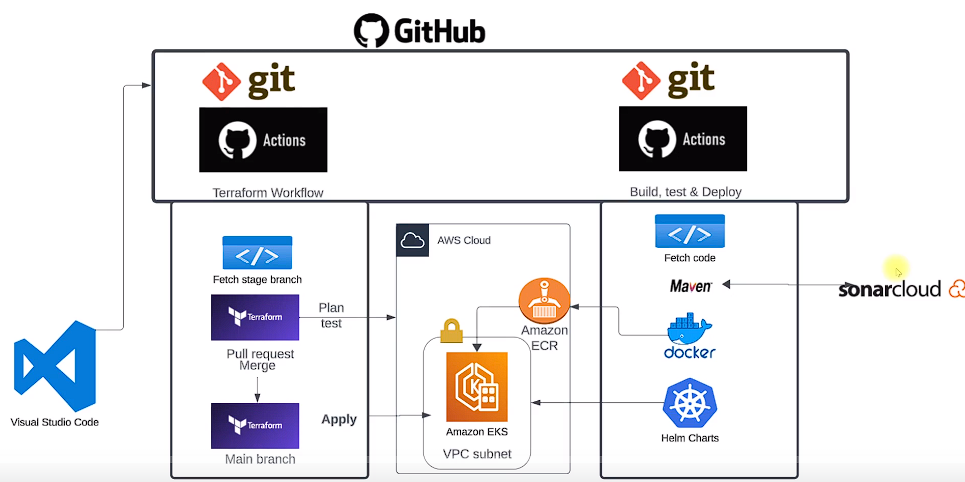 GitHub
git
git
Actions
Actions
Terraform Workflow
Build, test & Deploy
AWS Cloud
Fetch stage branch
Fetch code
Terraform
Plan
test
Maven
sonarcloud
Pull request
Merge
Amazon
ECR
docker
Visual Studio Code
Terraform
Apply
Main branch
Amazon EKS
VPC subnet
Helm Charts